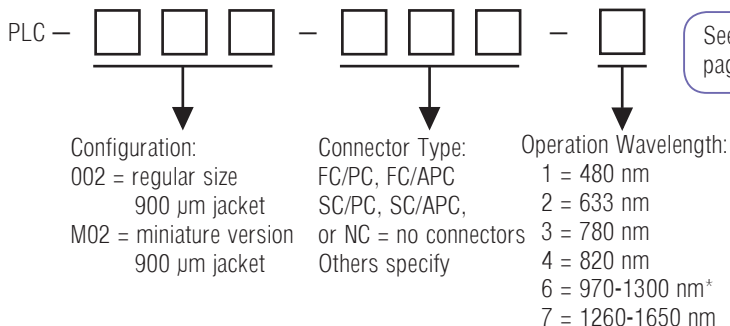 PLC – – –
See
pag
Configuration:
002 = regular size
900 µm jacket
M02 = miniature version
900 µm jacket
Connector Type:
FC/PC, FC/APC
SC/PC, SC/APC,
or NC = no connectors
Others specify
Operation Wavelength:
1 = 480 nm
2 = 633 nm
3 = 780 nm
4 = 820 nm
6 = 970-1300 nm*
7 = 1260-1650 nm